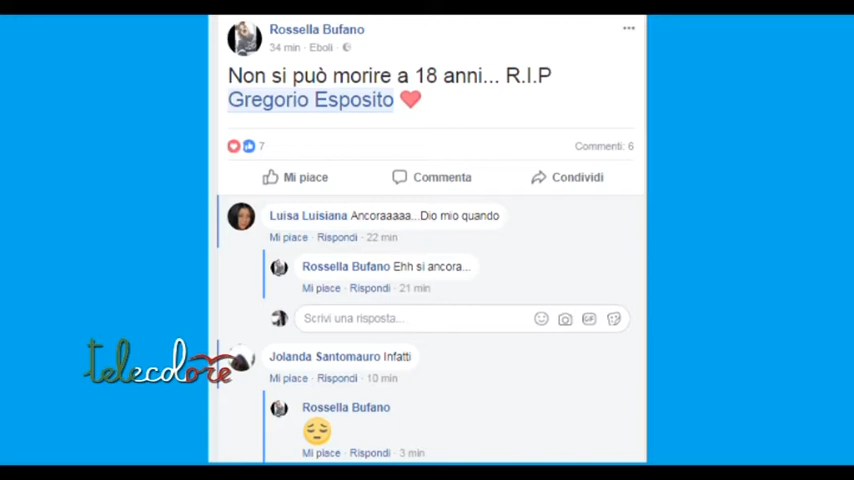 Rossella Bufano
34 min · Eboli ·
Non si può morire a 18 anni... R.I.P
Gregorio Esposito
7
Commenti: 6
Mi piace Commenta Condividi
Luisa Luisiana Ancoraaaaa...Dio mio quando
Mi piace · Rispondi · 22 min
Rossella Bufano Ehh si ancora...
Mi piace · Rispondi · 21 min
Scrivi una risposta...
GIF
telecolore
Jolanda Santomauro Infatti
Mi piace · Rispondi · 10 min
Rossella Bufano
Mi piace · Rispondi · 3 min